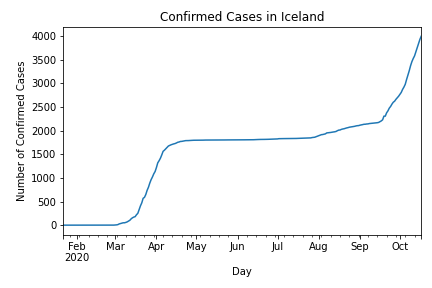 Confirmed Cases in Iceland
Number of Confirmed Cases
4000
3500
3000
2500
2000
1500
1000
500
0
Feb Mar Apr May Jun Jul Aug Sep Oct
2020
Day